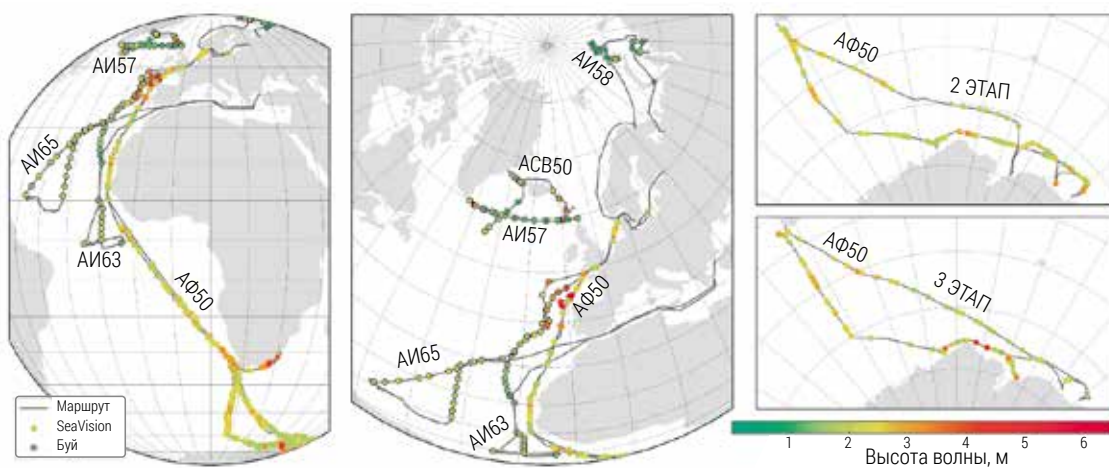 АИ57
АИ65
АИ63
АФ50
Маршрут
SeaVision
Буй
АИ58
АСВ50
АИ57
АФ50
АИ65
АИ63
АФ50
2 ЭТАП
АФ50
3 ЭТАП
1 2 3 4 5 6
Высота волны, м